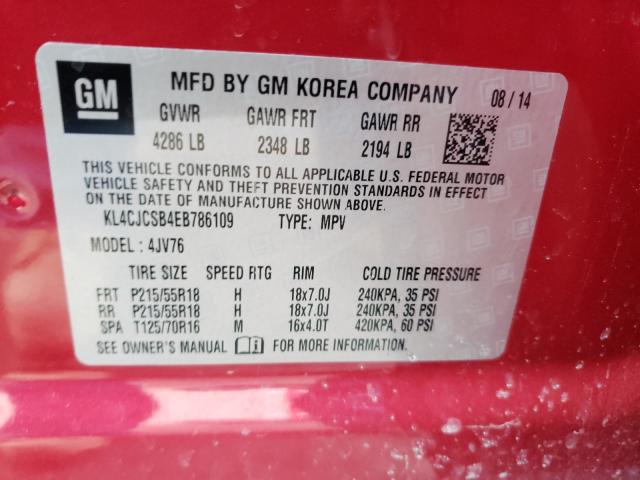 GM
MFD BY GM KOREA COMPANY 08 / 14
GVWR GAWR FRT GAWR RR
4286 LB 2348 LB 2194 LB
THIS VEHICLE CONFORMS TO ALL APPLICABLE U.S. FEDERAL MOTOR
VEHICLE SAFETY AND THEFT PREVENTION STANDARDS IN EFFECT
ON THE DATE OF MANUFACTURE SHOWN ABOVE.
KL4CJCSB4EB786109 TYPE: MPV
MODEL: 4JV76
TIRE SIZE SPEED RTG RIM COLD TIRE PRESSURE
FRT P215/55R18 H 18x7.0J 240KPA, 35 PSI
RR P215/55R18 H 18x7.0J 240KPA, 35 PSI
SPA T125/70R16 M 16x4.0T 420KPA, 60 PSI
SEE OWNER'S MANUAL FOR MORE INFORMATION.